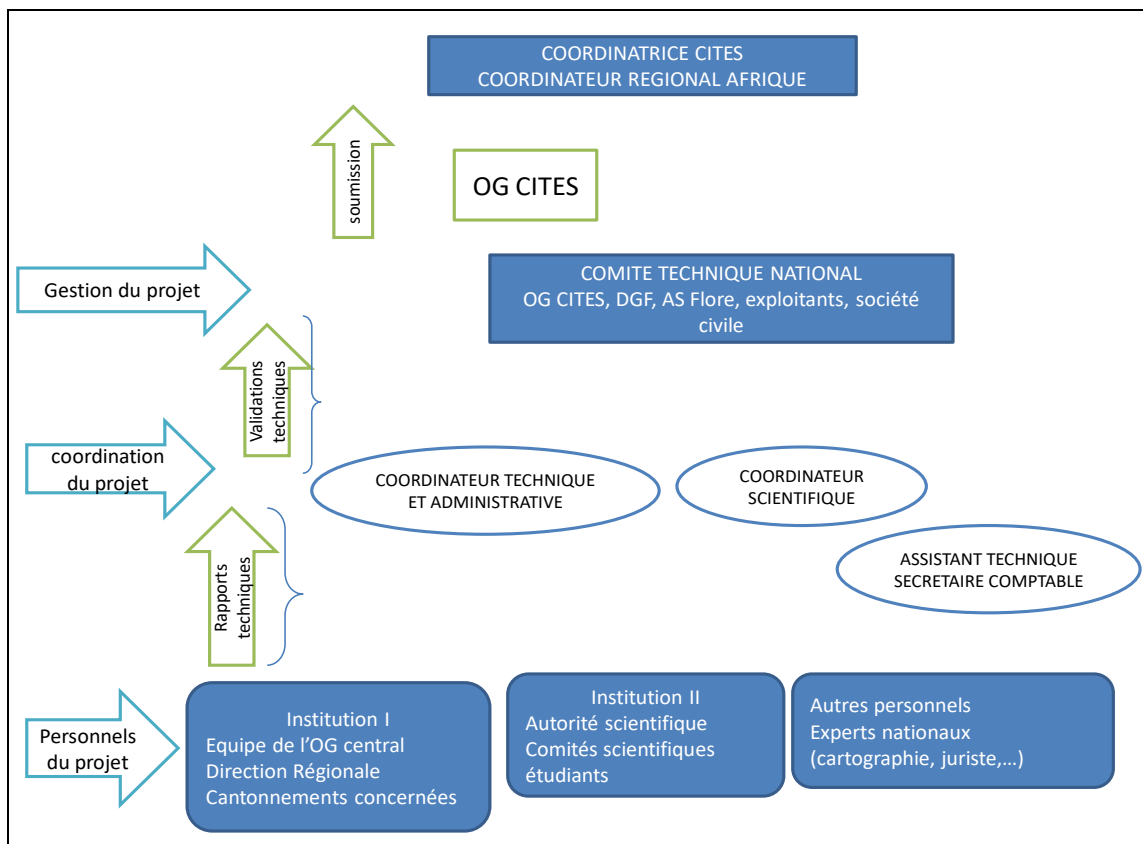 COORDINATRICE CITES
COORDINATEUR REGIONAL AFRIQUE
soumission
OG CITES
Gestion du projet
COMITE TECHNIQUE NATIONAL
OG CITES, DGF, AS Flore, exploitants, société
civile
Validations
techniques
coordination
du projet
COORDINATEUR TECHNIQUE
ET ADMINISTRATIVE
COORDINATEUR
SCIENTIFIQUE
ASSISTANT TECHNIQUE
SECRETAIRE COMPTABLE
Rapports
techniques
Personnels
du projet
Institution I
Equipe de l’OG central
Direction Régionale
Cantonnements concernées
Institution II
Autorité scientifique
Comités scientifiques
étudiants
Autres personnels
Experts nationaux
(cartographie, juriste,…)